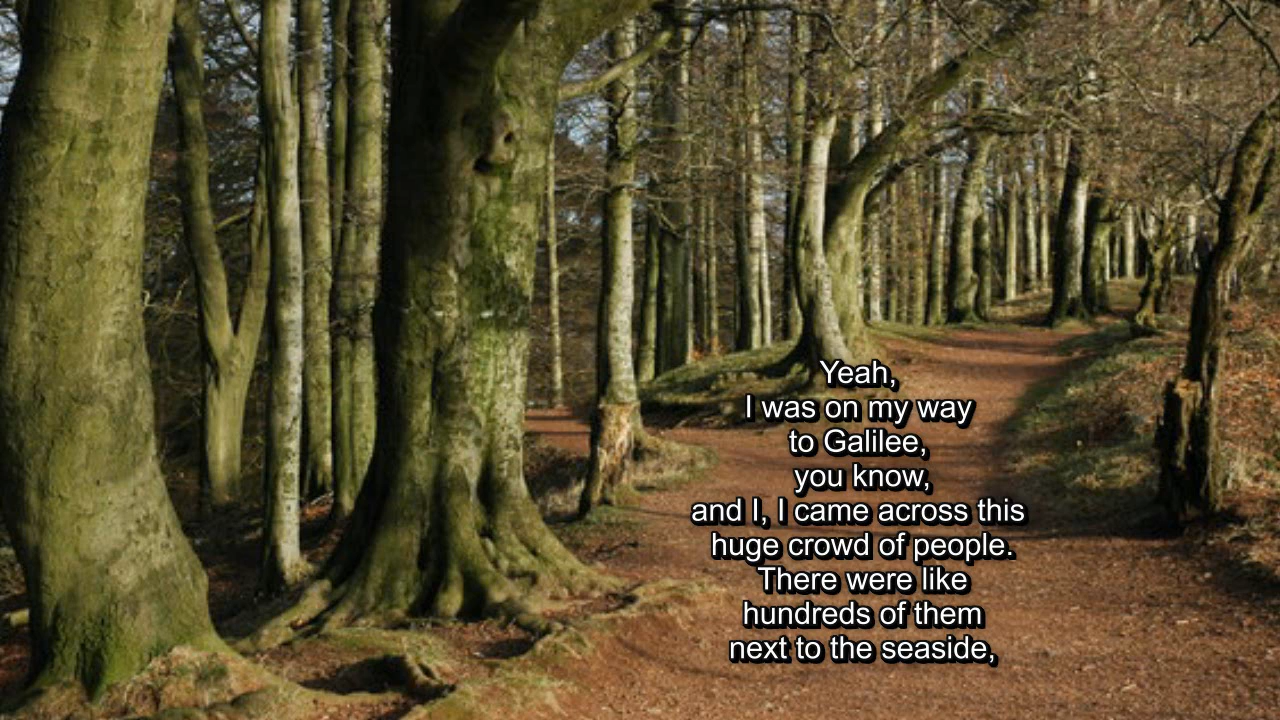 Yeah,
I was on my way
to Galilee,
you know,
and I, I came across this
huge crowd of people.
There were like
hundreds of them
next to the seaside,